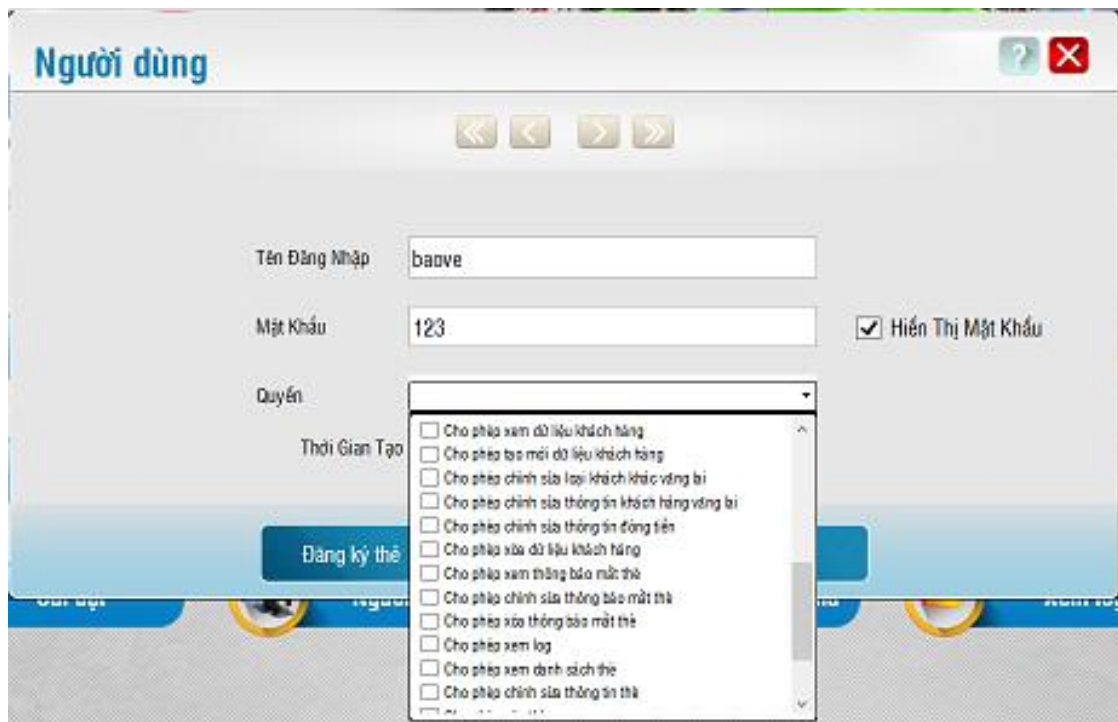 Người dùng
?
Tên Đăng Nhập
baove
Mật Khẩu
123
Hiển Thị Mật Khẩu
Quyền
Thời Gian Tạo
Cho phép xem dữ liệu khách hàng
Cho phép tạo mới dữ liệu khách hàng
Cho phép chỉnh sửa loại khách khác vãng lai
Cho phép chỉnh sửa thông tin khách hàng vãng lai
Cho phép chỉnh sửa thông tin đóng tiền
Cho phép xóa dữ liệu khách hàng
Cho phép xem thông báo mất thẻ
Cho phép chỉnh sửa thông báo mất thẻ
Cho phép xóa thông báo mất thẻ
Cho phép xem log
Cho phép xem danh sách thẻ
Cho phép chỉnh sửa thông tin thẻ
Đăng ký thẻ